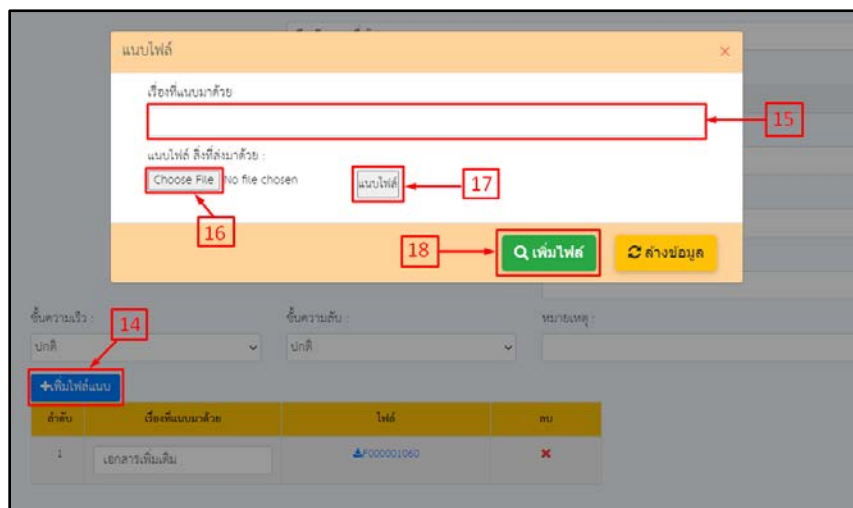 แนบไฟล์ ×
เรื่องที่แนบมาด้วย
15
แนบไฟล์ สิ่งที่ส่งมาด้วย :
Choose File No file chosen แนบไฟล์
17
16
18
เพิ่มไฟล์ ล้างข้อมูล
ชั้นความเร็ว : ชั้นความลับ : หมายเหตุ :
14
ปกติ ปกติ
+เพิ่มไฟล์แนบ
ลำดับ เรื่องที่แนบมาด้วย ไฟล์ ลบ
1 เอกสารเพิ่มเติม F000001060